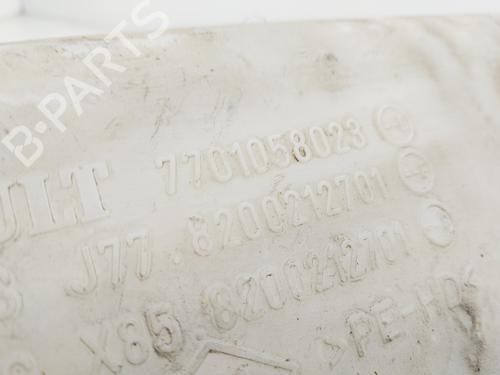 B-PARTS
ULT 7701058023
J77 . 8200212701
X85 8200212701
>PE-HD<